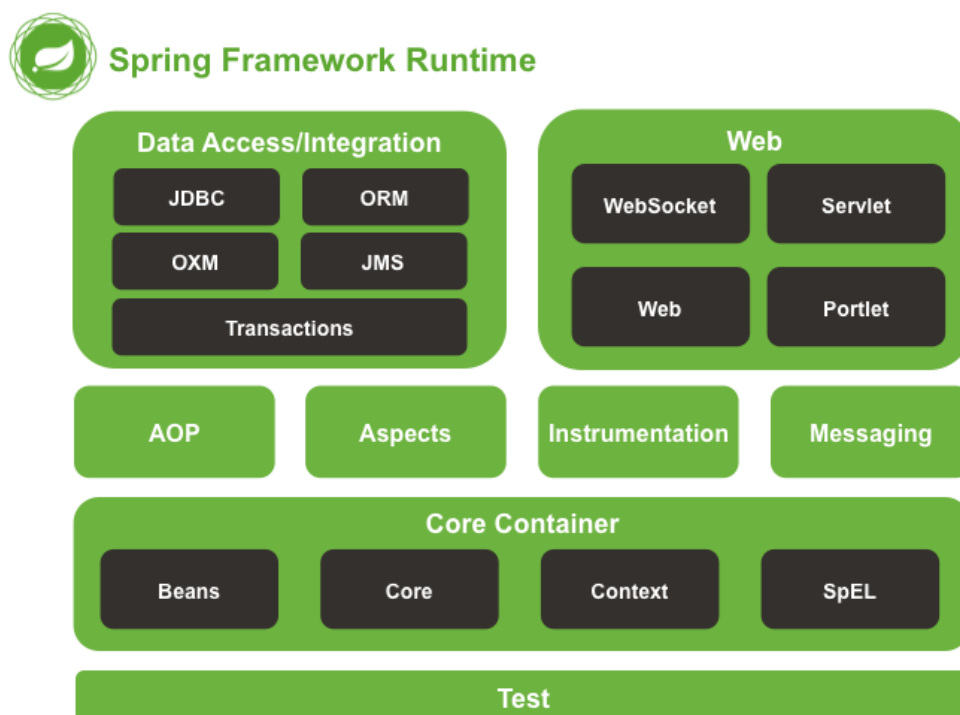 Spring Framework Runtime
Data Access/Integration
JDBC
ORM
OXM
JMS
Transactions
Web
WebSocket
Servlet
Web
Portlet
AOP
Aspects
Instrumentation
Messaging
Core Container
Beans
Core
Context
SpEL
Test